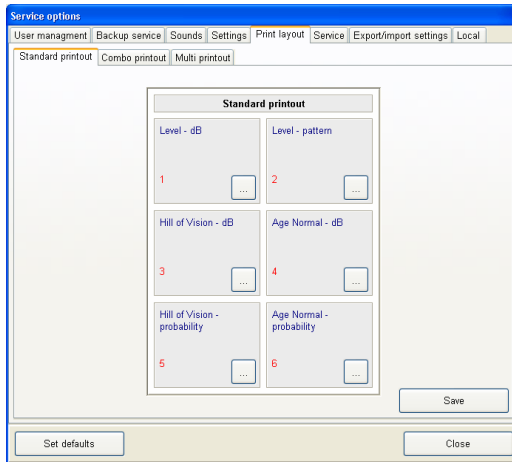 Service options
User managment Backup service Sounds Settings Print layout Service Export/import settings Local
Standard printout Combo printout Multi printout
Standard printout
Level - dB
1
...
Level - pattern
2
...
Hill of Vision - dB
3
...
Age Normal - dB
4
...
Hill of Vision -
probability
5
...
Age Normal -
probability
6
...
Save
Set defaults
Close